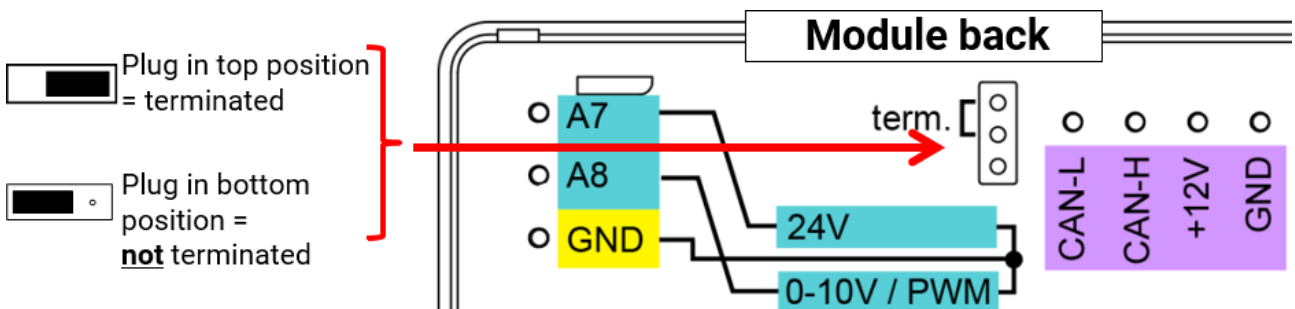 Module back
Plug in top position
= terminated
Plug in bottom
position =
not terminated
A7
A8
GND
term.
24V
0-10V / PWM
CAN-L
CAN-H
+12V
GND